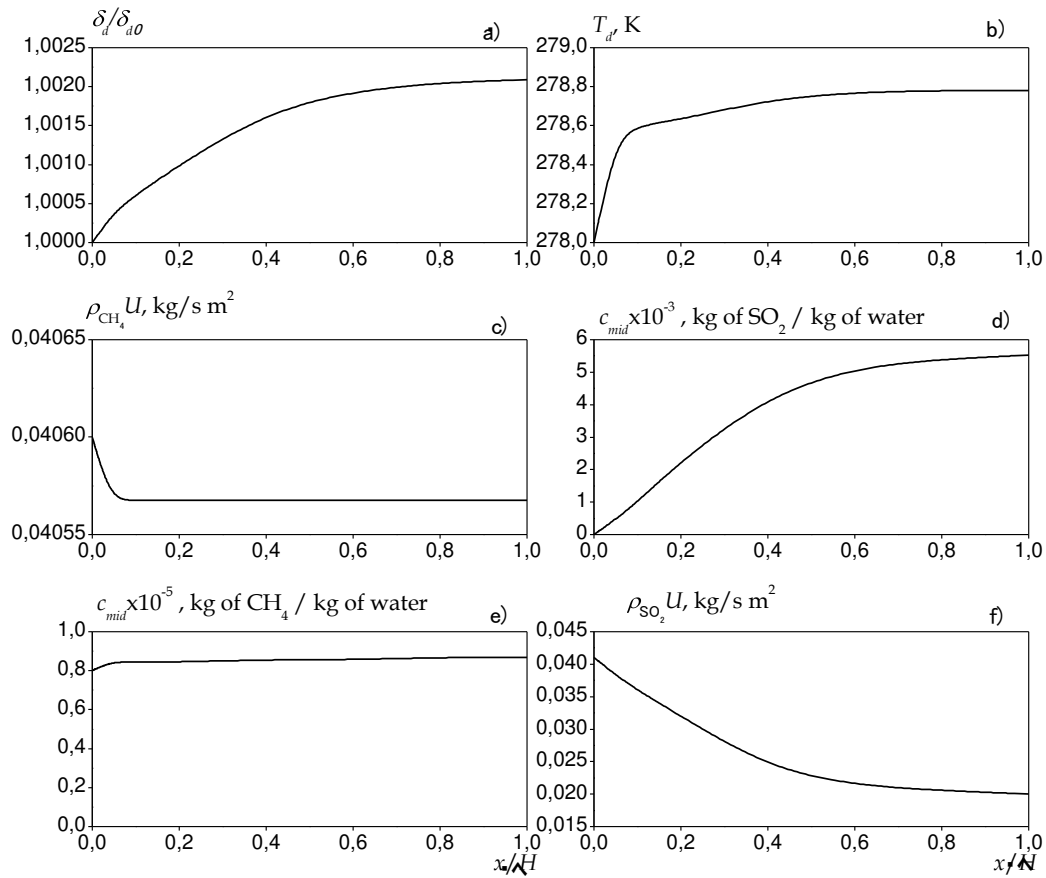 δd/δd0
a)
1,0025
1,0020
1,0015
1,0010
1,0005
1,0000
0,0 0,2 0,4 0,6 0,8 1,0
Td, K
b)
279,0
278,8
278,6
278,4
278,2
278,0
0,0 0,2 0,4 0,6 0,8 1,0
ρCH4U, kg/s m2
c)
0,04065
0,04060
0,04055
0,0 0,2 0,4 0,6 0,8 1,0
cmidx10-3 , kg of SO2 / kg of water
d)
6
5
4
3
2
1
0
0,0 0,2 0,4 0,6 0,8 1,0
cmidx10-5 , kg of CH4 / kg of water
e)
1,0
0,8
0,6
0,4
0,2
0,0
0,0 0,2 0,4 0,6 0,8 1,0
x/H
ρSO2U, kg/s m2
f)
0,045
0,040
0,035
0,030
0,025
0,020
0,015
0,0 0,2 0,4 0,6 0,8 1,0
x/H